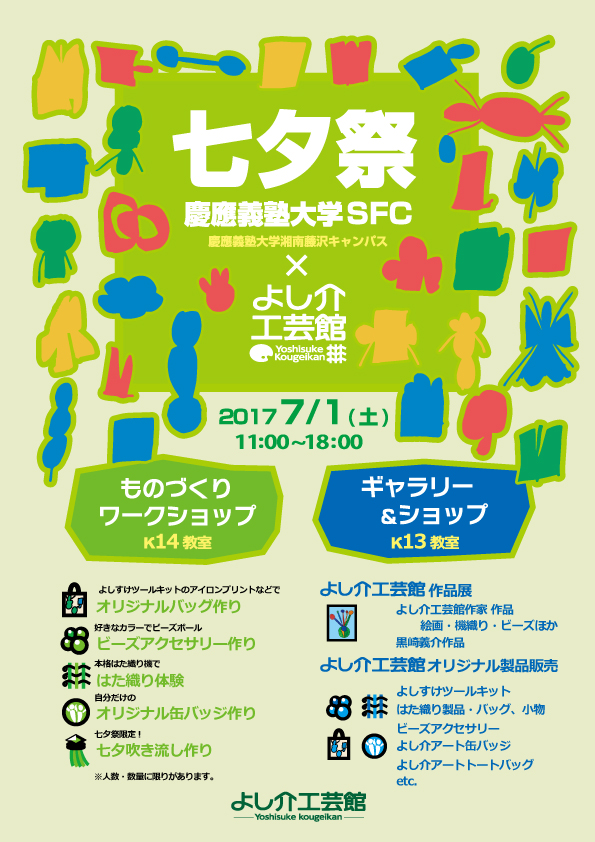 七夕祭
慶應義塾大学SFC
慶應義塾大学湘南藤沢キャンパス
×
よし介
工芸館
Yoshisuke
Kougeikan
2017 7/1(土)
11:00~18:00
ものづくり
ワークショップ
K14教室
よしすけツールキットのアイロンプリントなどで
オリジナルバッグ作り
好きなカラーでビーズボール
ビーズアクセサリー作り
本格はた織り機で
はた織り体験
自分だけの
オリジナル缶バッジ作り
七夕祭限定!
七夕吹き流し作り
※人数・数量に限りがあります。
ギャラリー
&ショップ
K13教室
よし介工芸館 作品展
よし介工芸館作家 作品
絵画・機織り・ビーズほか
黒崎義介作品
よし介工芸館 オリジナル製品販売
よしすけツールキット
はた織り製品・バッグ、小物
ビーズアクセサリー
よし介アート缶バッジ
よし介アートトートバッグ
etc.
よし介工芸館
Yoshisuke kougeikan